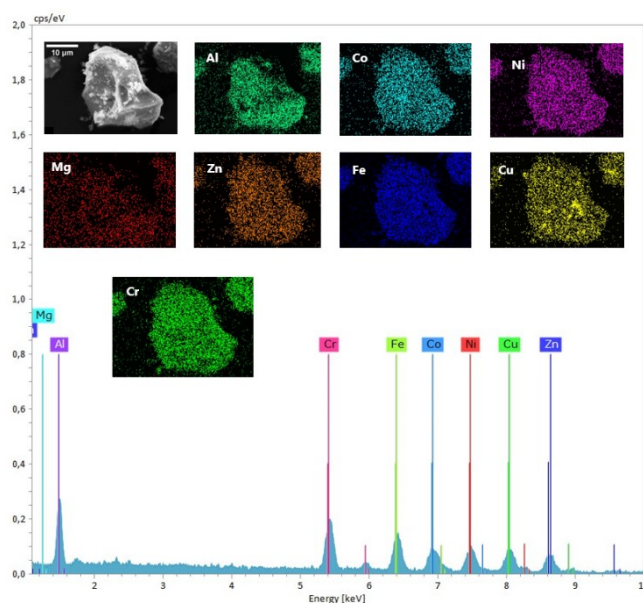 cps/eV
2,0
1,8
1,6
1,4
1,2
1,0
0,8
0,6
0,4
0,2
0,0
10 μm
Al
Co
Ni
Mg
Zn
Fe
Cu
Cr
Mg
Al
Cr
Fe
Co
Ni
Cu
Zn
2
3
4
5
6
7
8
9
Energy [keV]